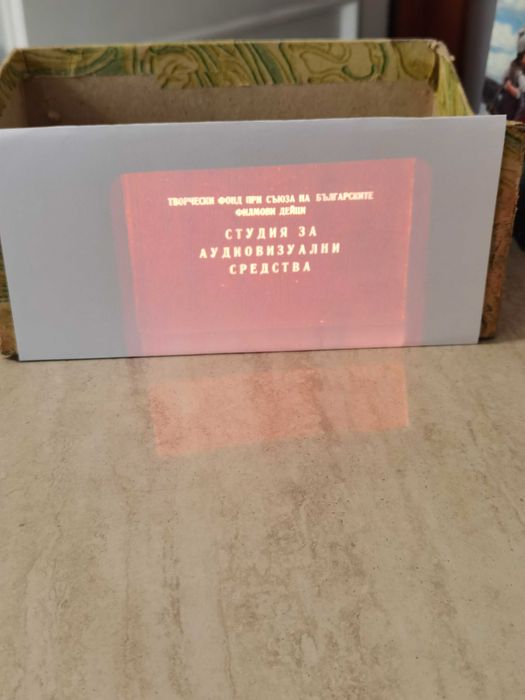 ТВОРЧЕСКИ ФОНД ПРИ СЪЮЗА НА БЪЛГАРСКИТЕ
ФИЛМОВИ ДЕЙЦИ
СТУДИЯ ЗА
АУДИОВИЗУАЛНИ
СРЕДСТВА